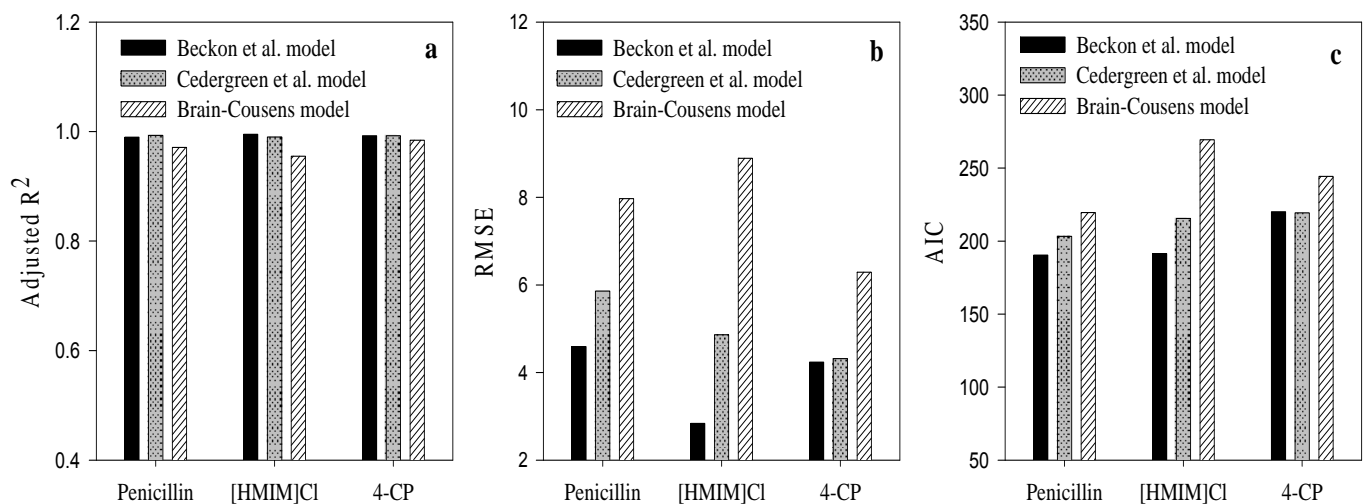 1.2
1.0
0.8
0.6
0.4
Adjusted R²
Beckon et al. model
Cedergreen et al. model
Brain-Cousens model
a
Penicillin
[HMIM]Cl
4-CP
12
10
8
6
4
2
RMSE
Beckon et al. model
Cedergreen et al. model
Brain-Cousens model
b
Penicillin
[HMIM]Cl
4-CP
350
300
250
200
150
100
50
AIC
Beckon et al. model
Cedergreen et al. model
Brain-Cousens model
c
Penicillin
[HMIM]Cl
4-CP